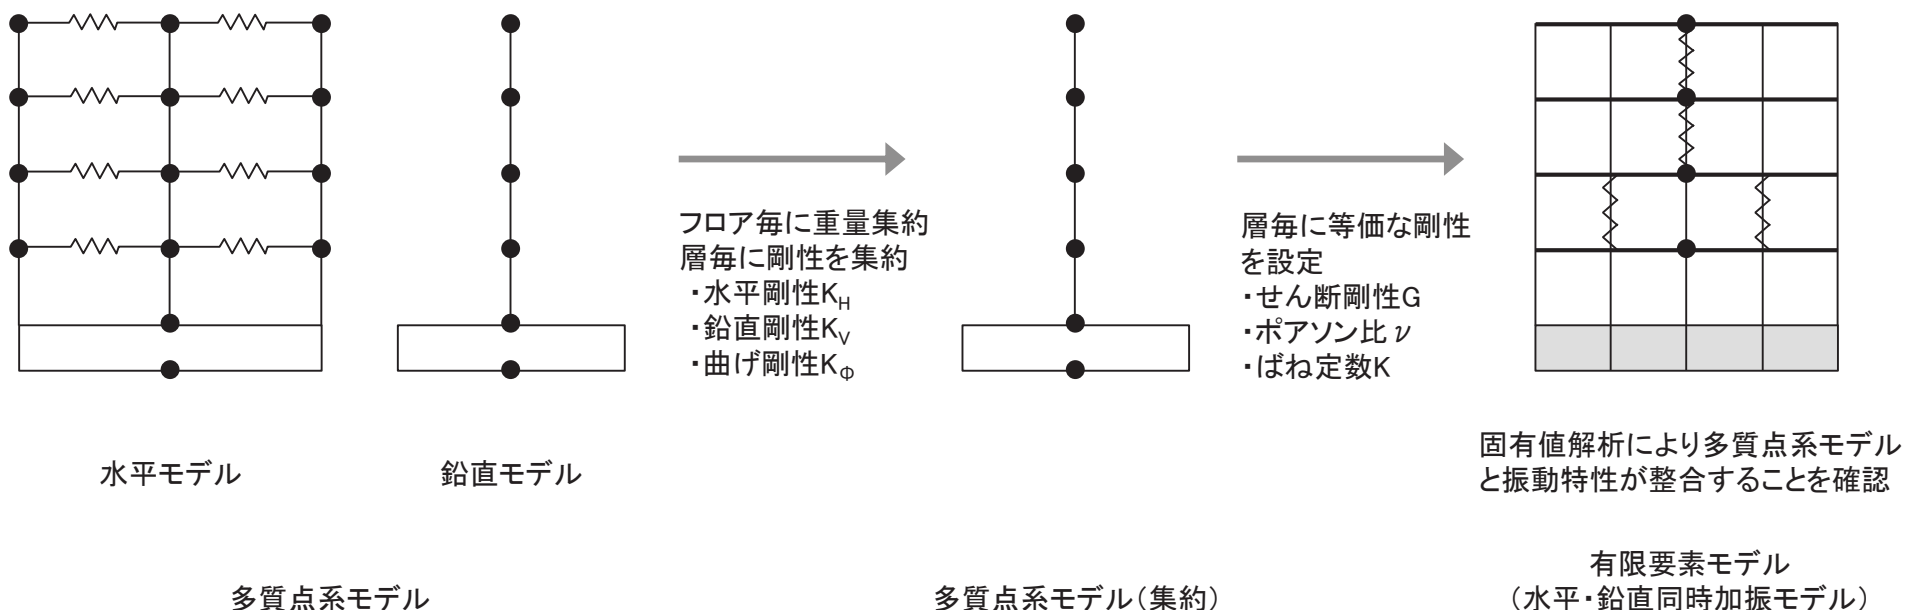 フロア毎に重量集約
層毎に剛性を集約
・水平剛性KH
・鉛直剛性KV
・曲げ剛性KΦ
層毎に等価な剛性
を設定
・せん断剛性G
・ポアソン比ν
・ばね定数K
水平モデル
鉛直モデル
固有値解析により多質点系モデル
と振動特性が整合することを確認
多質点系モデル
多質点系モデル（集約）
有限要素モデル
（水平・鉛直同時加振モデル）